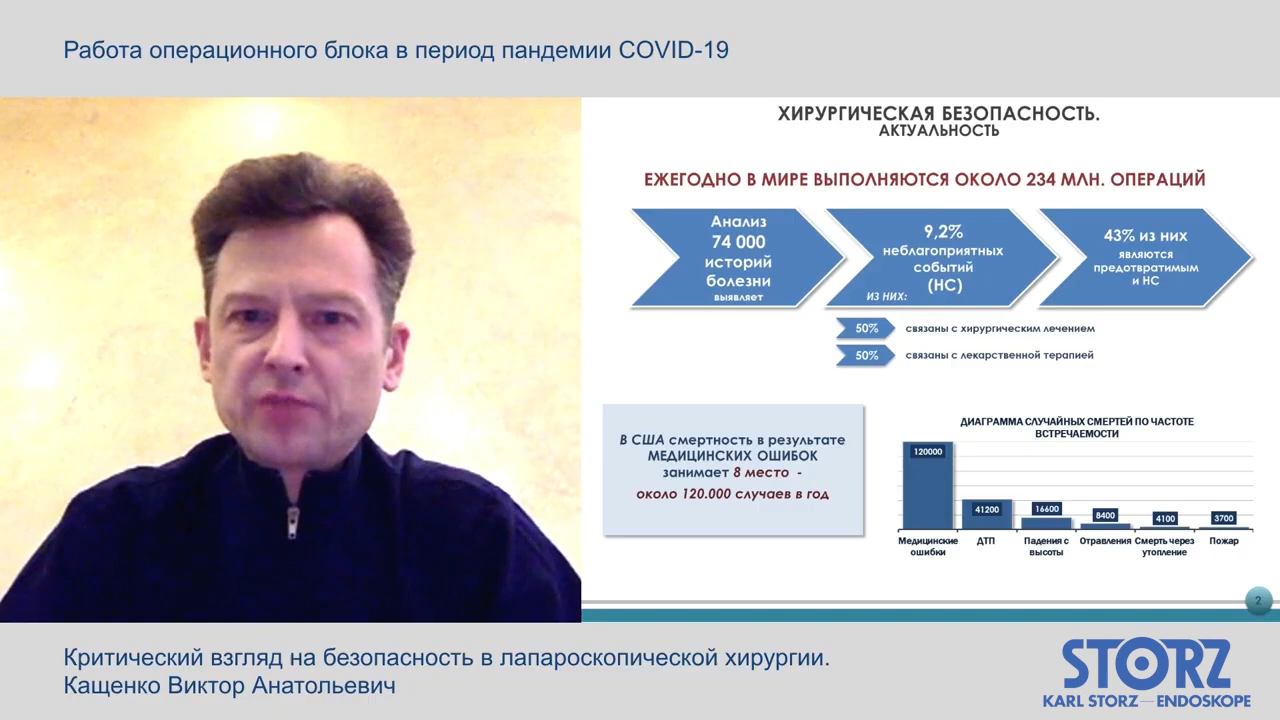 Работа операционного блока в период пандемии COVID-19
ХИРУРГИЧЕСКАЯ БЕЗОПАСНОСТЬ.
АКТУАЛЬНОСТЬ
ЕЖЕГОДНО В МИРЕ ВЫПОЛНЯЮТСЯ ОКОЛО 234 МЛН. ОПЕРАЦИЙ
Анализ
74 000
историй
болезни
выявляет
9,2%
неблагоприятных
событий
(НС)
ИЗ НИХ:
43% из них
являются
предотвратимым
и НС
50% связаны с хирургическим лечением
50% связаны с лекарственной терапией
В США смертность в результате
МЕДИЦИНСКИХ ОШИБОК
занимает 8 место -
около 120.000 случаев в год
ДИАГРАММА СЛУЧАЙНЫХ СМЕРТЕЙ ПО ЧАСТОТЕ
ВСТРЕЧАЕМОСТИ
120000
41200
16600
8400
4100
3700
Медицинские
ошибки
ДТП
Падения с
высоты
Отравления
Смерть через
утопление
Пожар
2
Критический взгляд на безопасность в лапароскопической хирургии.
Кащенко Виктор Анатольевич
STORZ
KARL STORZ—ENDOSKOPE